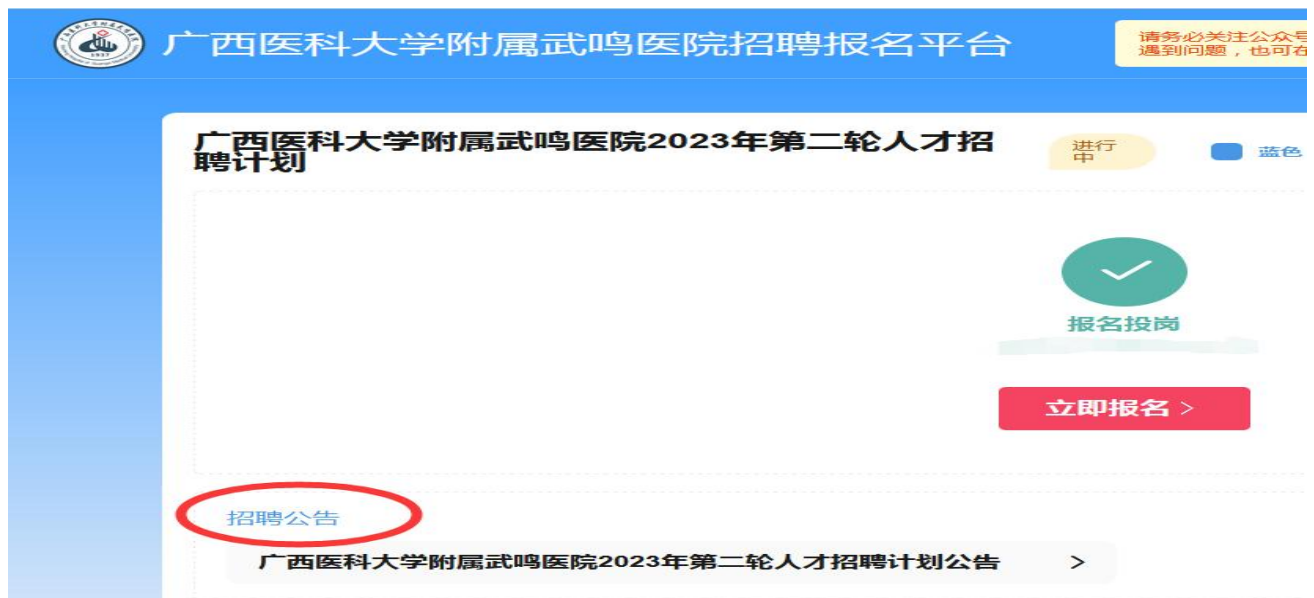 广西医科大学附属武鸣医院招聘报名平台
请务必关注公众号
遇到问题，也可在
广西医科大学附属武鸣医院2023年第二轮人才招
聘计划
进行
中
蓝色
报名投岗
立即报名 >
招聘公告
广西医科大学附属武鸣医院2023年第二轮人才招聘计划公告 >